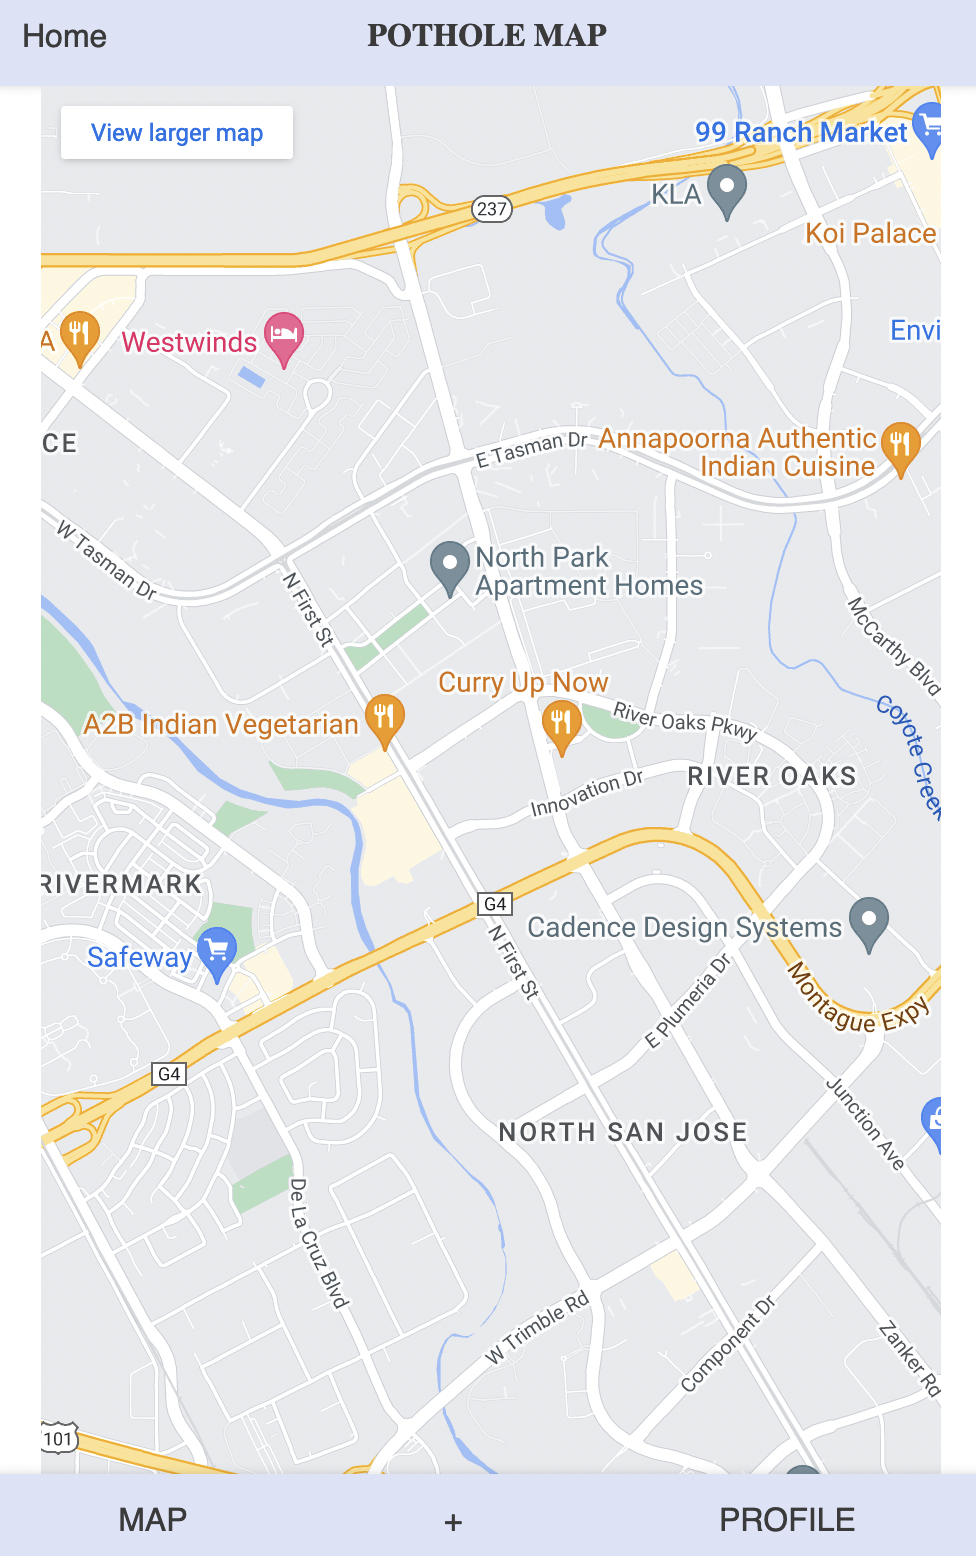 Home
POTHOLE MAP
View larger map
99 Ranch Market
KLA
237
Koi Palace
Westwinds
A
Envi
CE
E Tasman Dr
Annapoorna Authentic
Indian Cuisine
W Tasman Dr
N First St
North Park
Apartment Homes
McCarthy Blvd
Curry Up Now
A2B Indian Vegetarian
River Oaks Pkwy
Coyote Creek
RIVER OAKS
Innovation Dr
RIVERMARK
G4
Cadence Design Systems
Safeway
N First St
E Plumeria Dr
Montague Expy
G4
Junction Ave
NORTH SAN JOSE
De La Cruz Blvd
W Trimble Rd
Component Dr
Zanker Rd
101
MAP
+
PROFILE